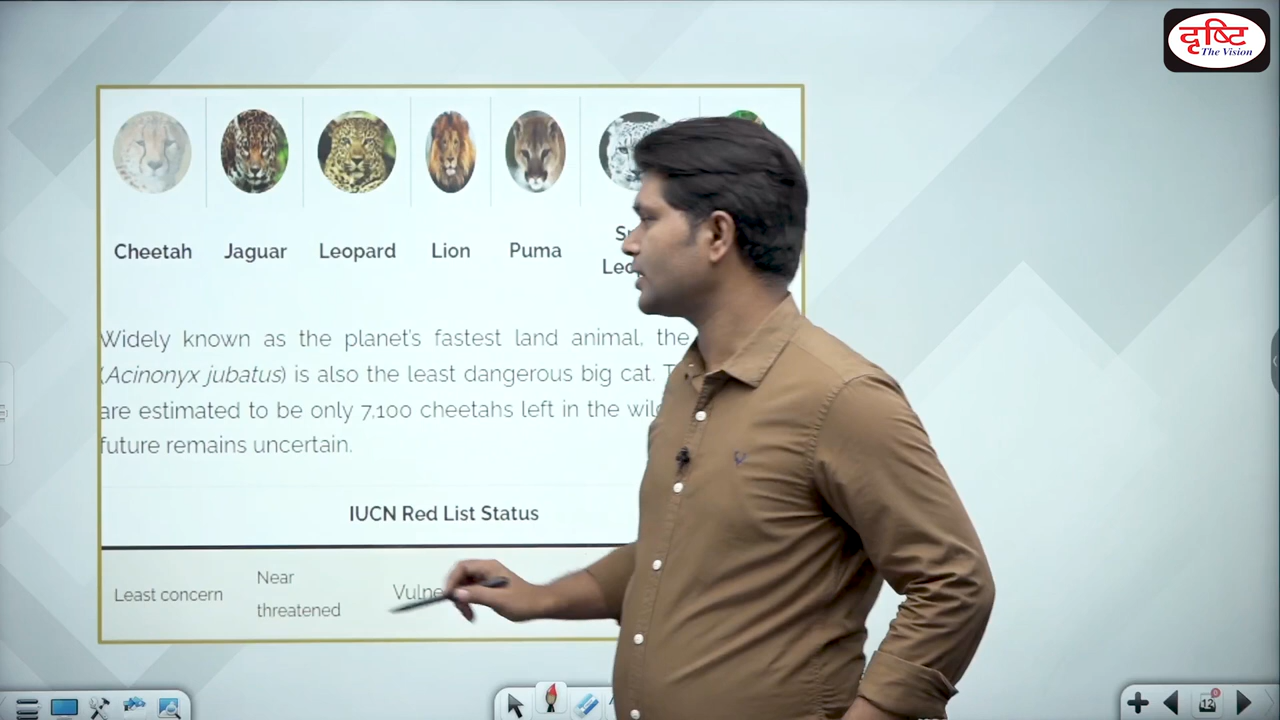 दृष्टि
The Vision
Cheetah Jaguar Leopard Lion Puma
Widely known as the planet's fastest land animal, the
(Acinonyx jubatus) is also the least dangerous big cat.
are estimated to be only 7,100 cheetahs left in the
future remains uncertain.
IUCN Red List Status
Least concern
Near
threatened
12